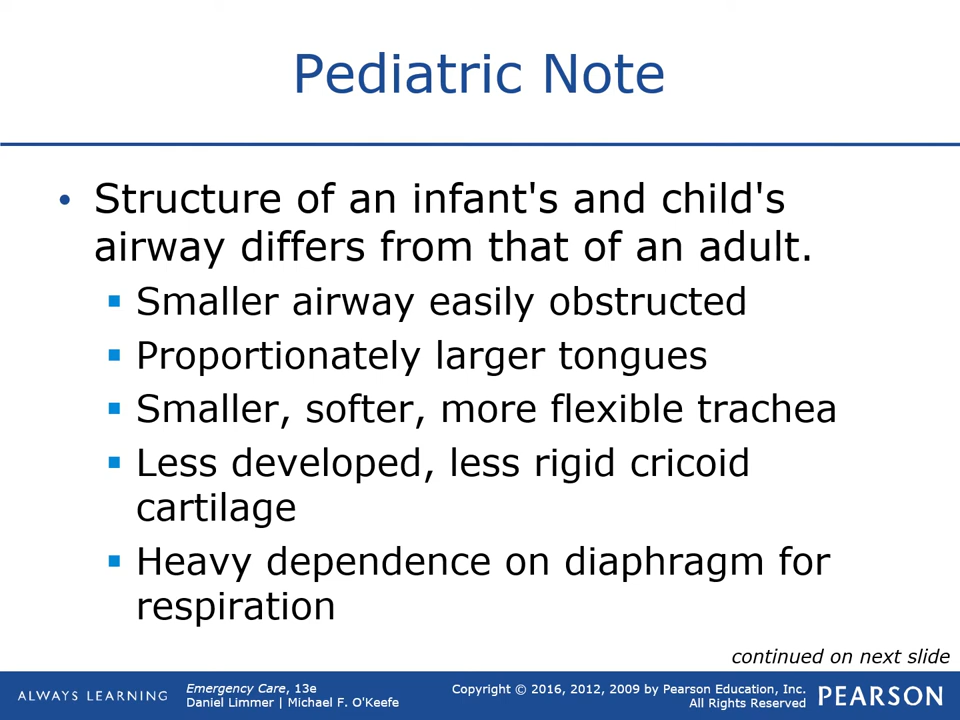 Pediatric Note
• Structure of an infant's and child's
airway differs from that of an adult.
▪ Smaller airway easily obstructed
▪ Proportionately larger tongues
▪ Smaller, softer, more flexible trachea
▪ Less developed, less rigid cricoid
cartilage
▪ Heavy dependence on diaphragm for
respiration
continued on next slide
ALWAYS LEARNING
Emergency Care, 13e
Daniel Limmer | Michael F. O'Keefe
Copyright © 2016, 2012, 2009 by Pearson Education, Inc.
All Rights Reserved
PEARSON